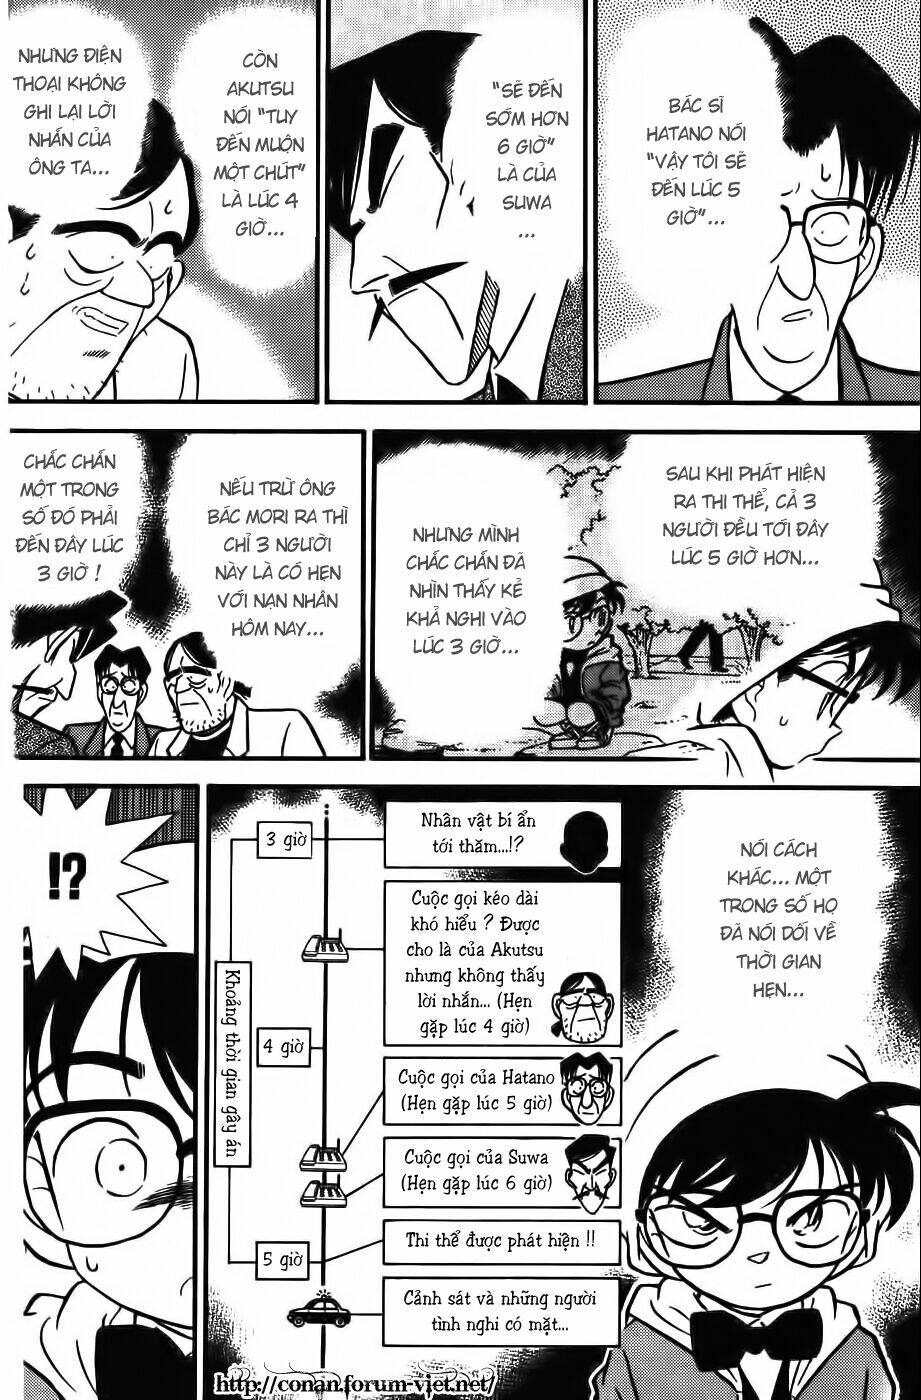 BÁC SĨ
HATANO NÓI
"VẬY TÔI SẼ
ĐẾN LÚC 5
GIỜ"...
"SẼ ĐẾN
SỚM HƠN
6 GIỜ"
LÀ CỦA
SUWA
...
CÒN
AKUTSU
NÓI "TUY
ĐẾN MUỘN
MỘT CHÚT"
LÀ LÚC 4
GIỜ...
NHƯNG ĐIỆN
THOẠI KHÔNG
GHI LẠI LỜI
NHẮN CỦA
ÔNG TA...
SAU KHI PHÁT HIỆN
RA THI THỂ, CẢ 3
NGƯỜI ĐỀU TỚI ĐÂY
LÚC 5 GIỜ HƠN...
NHƯNG MÌNH
CHẮC CHẮN ĐÃ
NHÌN THẤY KẺ
KHẢ NGHI VÀO
LÚC 3 GIỜ...
NẾU TRỪ ÔNG
BÁC MORI RA THÌ
CHỈ 3 NGƯỜI
NÀY LÀ CÓ HẸN
VỚI NẠN NHÂN
HÔM NAY...
CHẮC CHẮN
MỘT TRONG
SỐ ĐÓ PHẢI
ĐẾN ĐÂY LÚC
3 GIỜ !
NÓI CÁCH
KHÁC... MỘT
TRONG SỐ HỌ
ĐÃ NÓI DỐI VỀ
THỜI GIAN
HẸN...
3 giờ
Nhân vật bí ẩn
tới thăm...!?
Cuộc gọi kéo dài
khó hiểu ? Được
cho là của Akutsu
nhưng không thấy
lời nhắn... (Hẹn
gặp lúc 4 giờ)
Khoảng thời gian gây án
4 giờ
Cuộc gọi của Hatano
(Hẹn gặp lúc 5 giờ)
Cuộc gọi của Suwa
(Hẹn gặp lúc 6 giờ)
5 giờ
Thi thể được phát hiện !!
Cảnh sát và những người
tình nghi có mặt...
!?
http://conan.forum-viet.net/